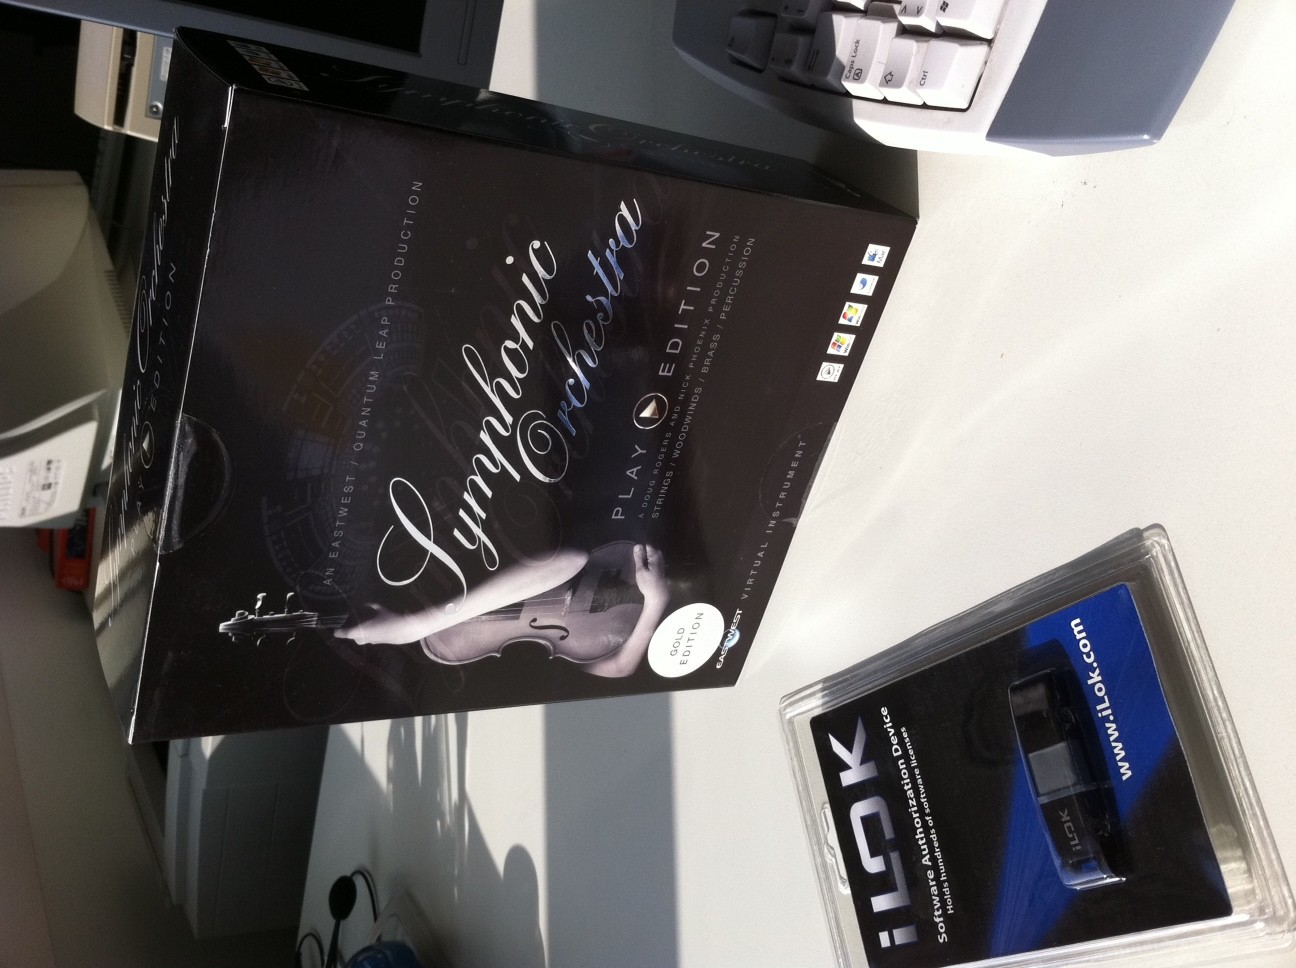 AN EASTWEST / QUANTUM LEAP PRODUCTION
Symphonic
Orchestra
PLAY EDITION
A DOUG ROGERS AND NICK PHOENIX PRODUCTION
STRINGS / WOODWINDS / BRASS / PERCUSSION
GOLD
EDITION
EASTWEST VIRTUAL INSTRUMENT
Symphonic Orchestra
Symphonic Orchestra
EDITION
iLOK
Software Authorization Device
Holds hundreds of software licenses
iLOK
www.iLok.com
Caps Lock
A
Ctrl